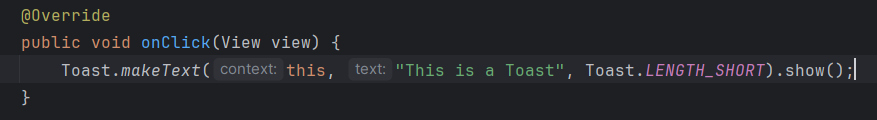 @Override
public void onClick(View view) {
Toast.makeText( context: this, text: "This is a Toast", Toast.LENGTH_SHORT).show();
}